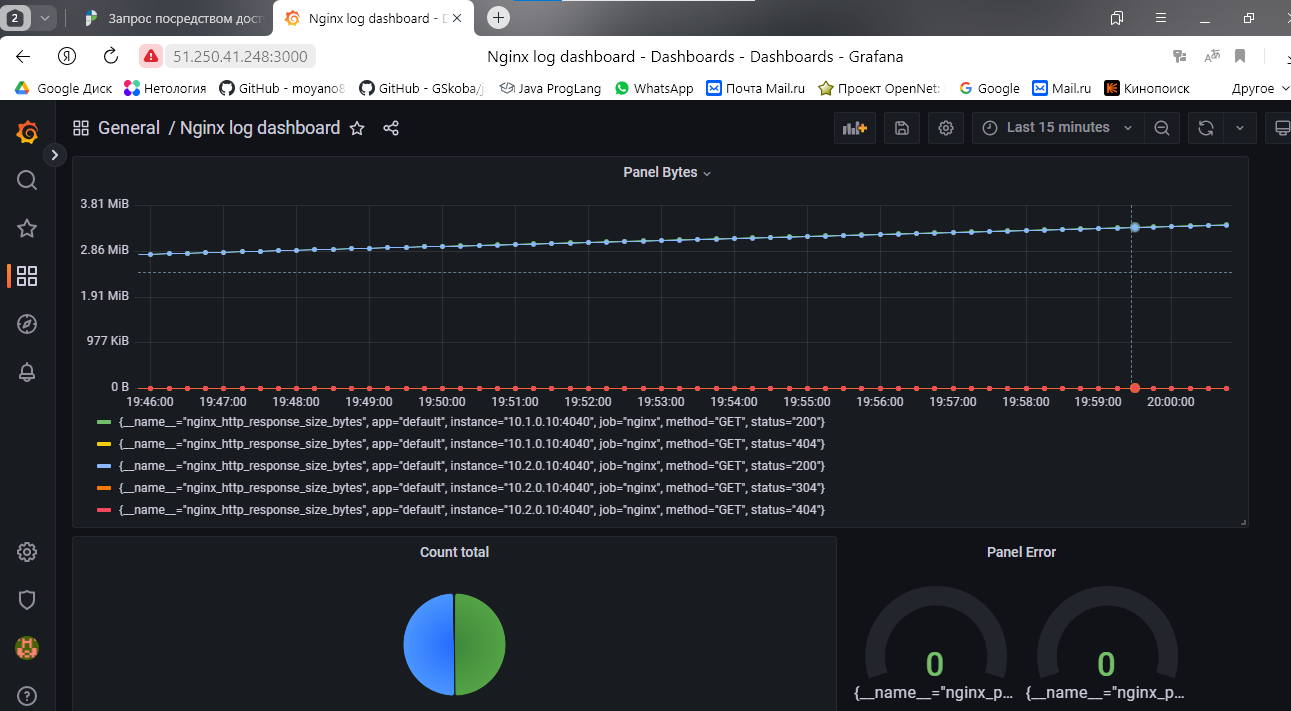 2
Запрос посредством дост
Nginx log dashboard - D
51.250.41.248:3000
Nginx log dashboard - Dashboards - Dashboards - Grafana
Google Диск
Нетология
GitHub - moyano8
GitHub - GSkoba/j
Java ProgLang
WhatsApp
Почта Mail.ru
Проект OpenNet:
Google
Mail.ru
Кинопоиск
Другое
General / Nginx log dashboard
Last 15 minutes
Panel Bytes
3.81 MiB
2.86 MiB
1.91 MiB
977 KiB
0 B
19:46:00 19:47:00 19:48:00 19:49:00 19:50:00 19:51:00 19:52:00 19:53:00 19:54:00 19:55:00 19:56:00 19:57:00 19:58:00 19:59:00 20:00:00
{__name__="nginx_http_response_size_bytes", app="default", instance="10.1.0.10:4040", job="nginx", method="GET", status="200"}
{__name__="nginx_http_response_size_bytes", app="default", instance="10.1.0.10:4040", job="nginx", method="GET", status="404"}
{__name__="nginx_http_response_size_bytes", app="default", instance="10.2.0.10:4040", job="nginx", method="GET", status="200"}
{__name__="nginx_http_response_size_bytes", app="default", instance="10.2.0.10:4040", job="nginx", method="GET", status="304"}
{__name__="nginx_http_response_size_bytes", app="default", instance="10.2.0.10:4040", job="nginx", method="GET", status="404"}
Count total
Panel Error
0
{__name__="nginx_p...
0
{__name__="nginx_p...